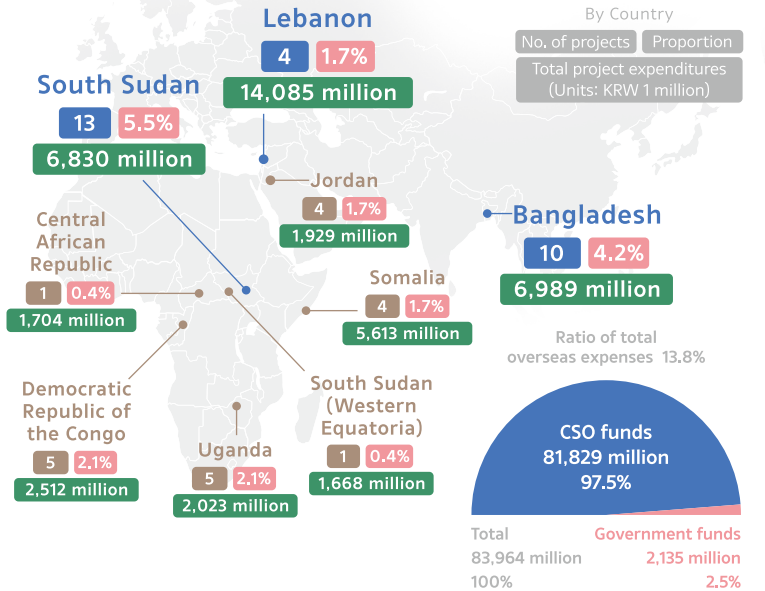 By Country
No. of projects
Proportion
Total project expenditures
(Units: KRW 1 million)
Lebanon
4
1.7%
14,085 million
South Sudan
13
5.5%
6,830 million
Jordan
4
1.7%
1,929 million
Central
African
Republic
1
0.4%
1,704 million
Bangladesh
10
4.2%
6,989 million
Somalia
4
1.7%
5,613 million
Democratic
Republic of
the Congo
5
2.1%
2,512 million
Uganda
5
2.1%
2,023 million
South Sudan
(Western
Equatoria)
1
0.4%
1,668 million
Ratio of total
overseas expenses 13.8%
CSO funds
81,829 million
97.5%
Total
83,964 million
100%
Government funds
2,135 million
2.5%